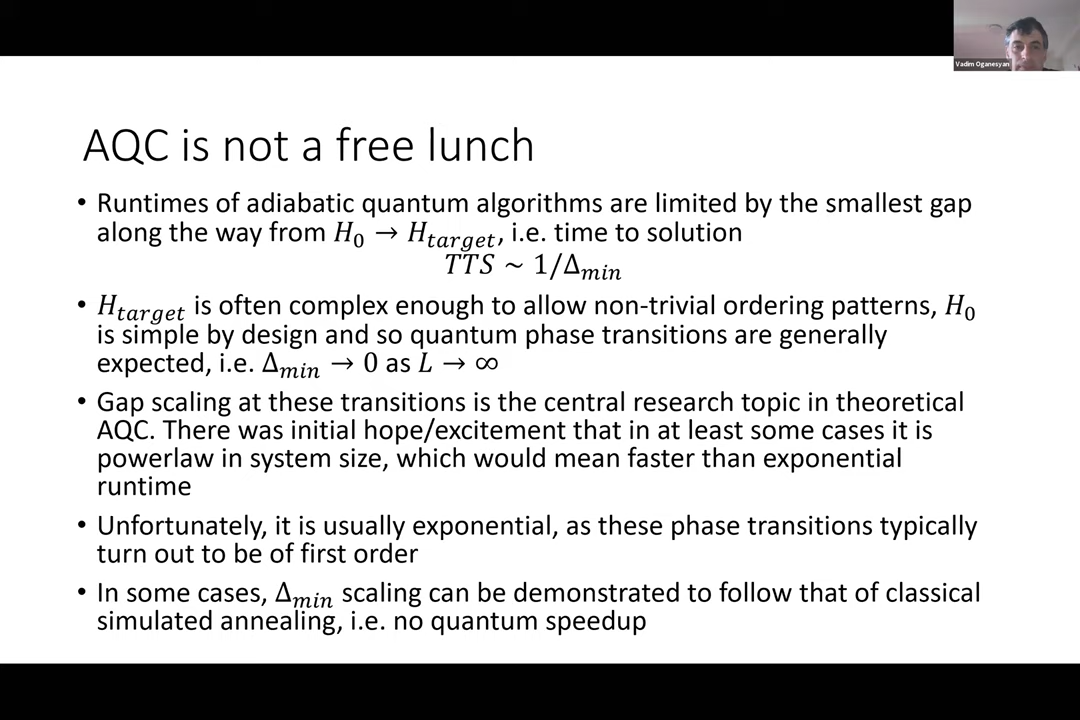 Vadim Oganesyan
AQC is not a free lunch
• Runtimes of adiabatic quantum algorithms are limited by the smallest gap
along the way from H₀ → H_target, i.e. time to solution
TTS ~ 1/Δ_min
• H_target is often complex enough to allow non-trivial ordering patterns, H₀
is simple by design and so quantum phase transitions are generally
expected, i.e. Δ_min → 0 as L → ∞
• Gap scaling at these transitions is the central research topic in theoretical
AQC. There was initial hope/excitement that in at least some cases it is
powerlaw in system size, which would mean faster than exponential
runtime
• Unfortunately, it is usually exponential, as these phase transitions typically
turn out to be of first order
• In some cases, Δ_min scaling can be demonstrated to follow that of classical
simulated annealing, i.e. no quantum speedup